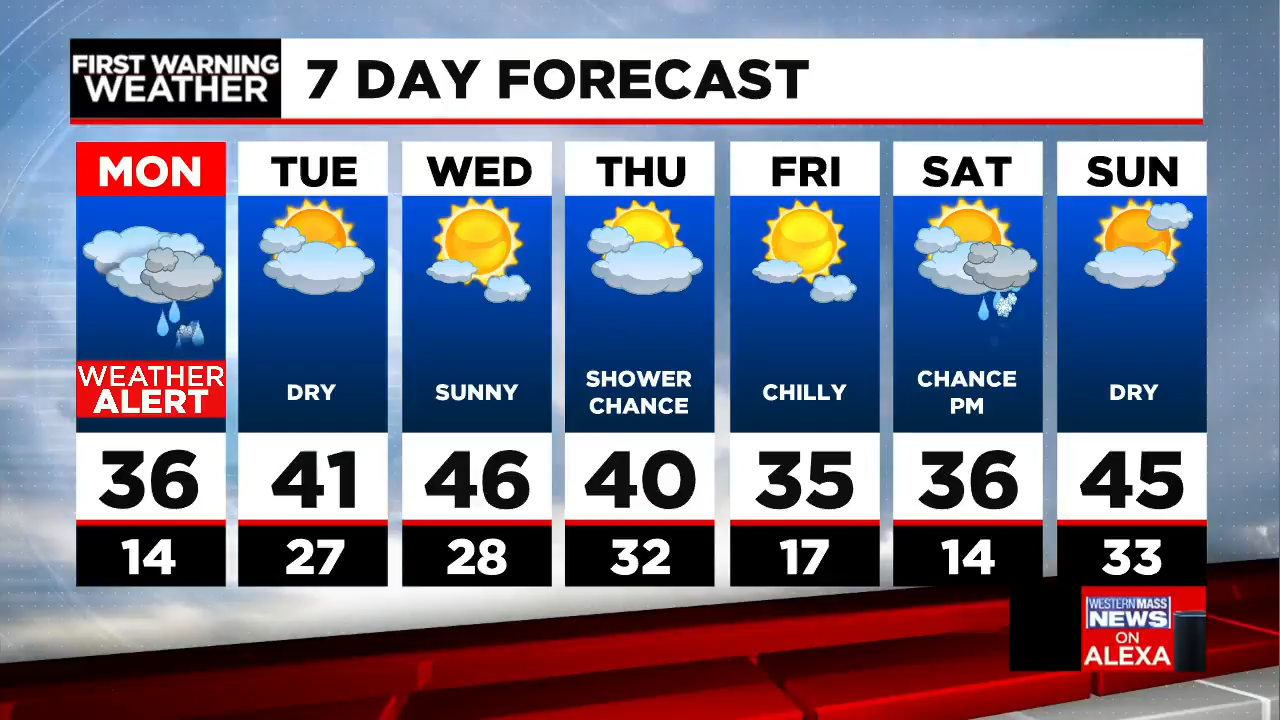 FIRST WARNING
WEATHER
7 DAY FORECAST
MON TUE WED THU FRI SAT SUN
WEATHER
ALERT
DRY
SUNNY
SHOWER
CHANCE
CHILLY
CHANCE
PM
DRY
36 41 46 40 35 36 45
14 27 28 32 17 14 33
WESTERN MASS
NEWS
ON
ALEXA